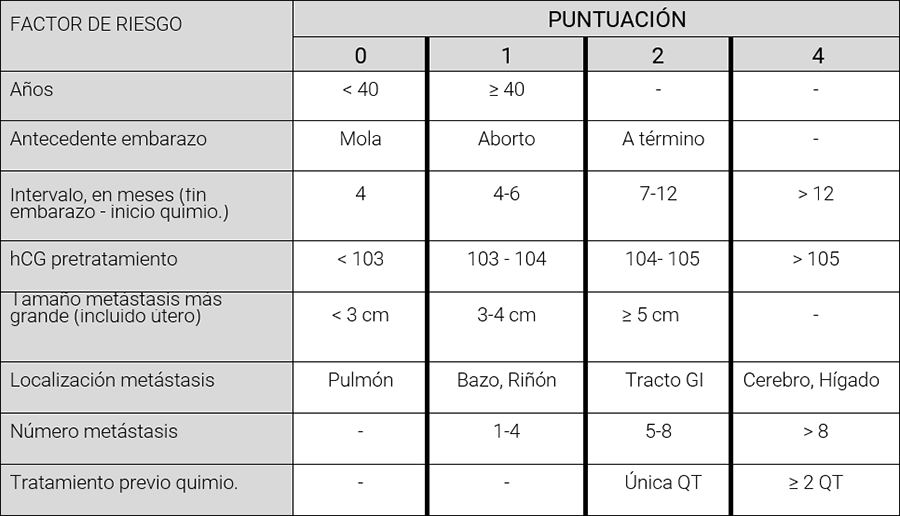 FACTOR DE RIESGO
PUNTUACIÓN
0 1 2 4
Años < 40 ≥ 40 - -
Antecedente embarazo Mola Aborto A término -
Intervalo, en meses (fin
embarazo - inicio quimio.) 4 4-6 7-12 > 12
hCG pretratamiento < 103 103 - 104 104- 105 > 105
Tamaño metástasis más
grande (incluido útero) < 3 cm 3-4 cm ≥ 5 cm -
Localización metástasis Pulmón Bazo, Riñón Tracto GI Cerebro, Hígado
Número metástasis - 1-4 5-8 > 8
Tratamiento previo quimio. - - Única QT ≥ 2 QT